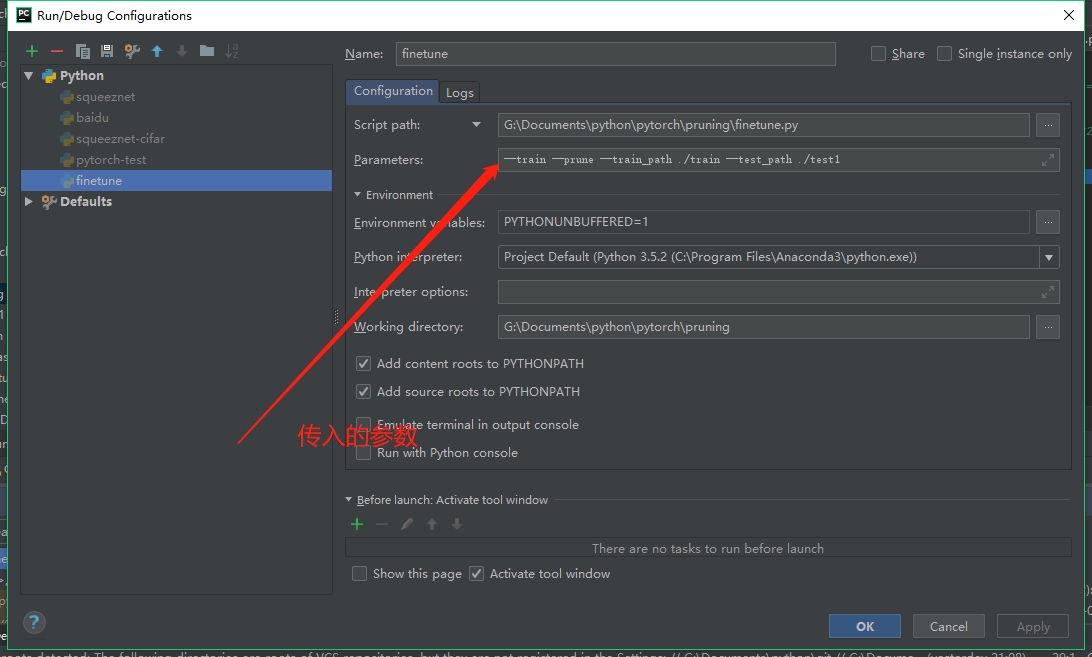 Run/Debug Configurations
Name:
finetune
Share
Single instance only
Python
squeeznet
baidu
squeeznet-cifar
pytorch-test
finetune
Defaults
Configuration
Logs
Script path:
G:\Documents\python\pytorch\pruning\finetune.py
...
Parameters:
--train --prune --train_path ./train --test_path ./test1
Environment
Environment variables:
PYTHONUNBUFFERED=1
...
Python interpreter:
Project Default (Python 3.5.2 (C:\Program Files\Anaconda3\python.exe))
Interpreter options:
Working directory:
G:\Documents\python\pytorch\pruning
...
Add content roots to PYTHONPATH
Add source roots to PYTHONPATH
Emulate terminal in output console
传入的参数
Run with Python console
Before launch: Activate tool window
There are no tasks to run before launch
Show this page
Activate tool window
?
OK
Cancel
Apply